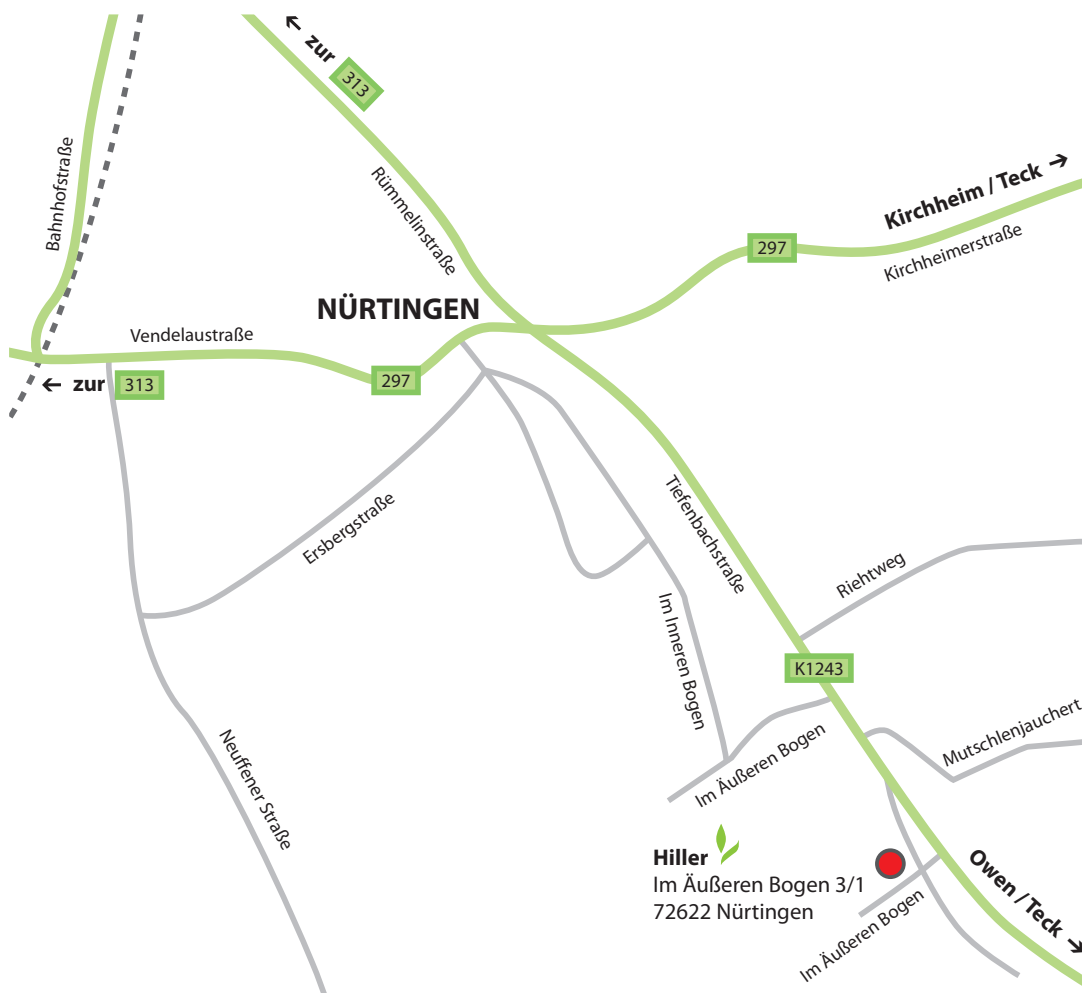 ← zur
313
Bahnhofstraße
Rümmelinstraße
Kirchheim / Teck →
297
Kirchheimerstraße
NÜRTINGEN
Vendelaustraße
← zur 313
297
Ersbergstraße
Tiefenbachstraße
Riehtweg
Im Inneren Bogen
K1243
Neuffener Straße
Im Äußeren Bogen
Mutschlenjauchert
Hiller
Im Äußeren Bogen 3/1
72622 Nürtingen
Owen / Teck →
Im Äußeren Bogen